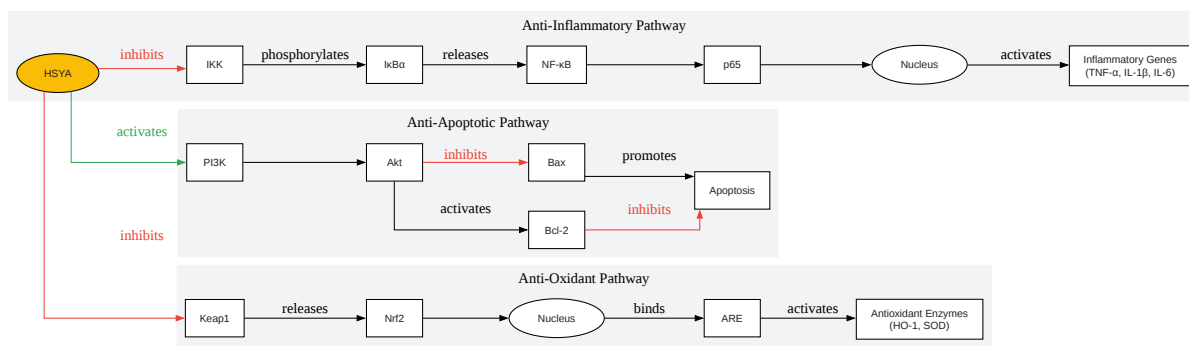 Anti-Inflammatory Pathway
HSYA
inhibits
IKK
phosphorylates
IκBα
releases
NF-κB
p65
Nucleus
activates
Inflammatory Genes
(TNF-α, IL-1β, IL-6)
Anti-Apoptotic Pathway
activates
PI3K
Akt
inhibits
Bax
promotes
Apoptosis
activates
Bcl-2
inhibits
inhibits
Anti-Oxidant Pathway
Keap1
releases
Nrf2
Nucleus
binds
ARE
activates
Antioxidant Enzymes
(HO-1, SOD)